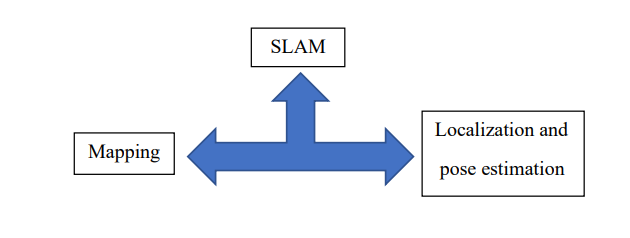 SLAM
Mapping
Localization and
pose estimation